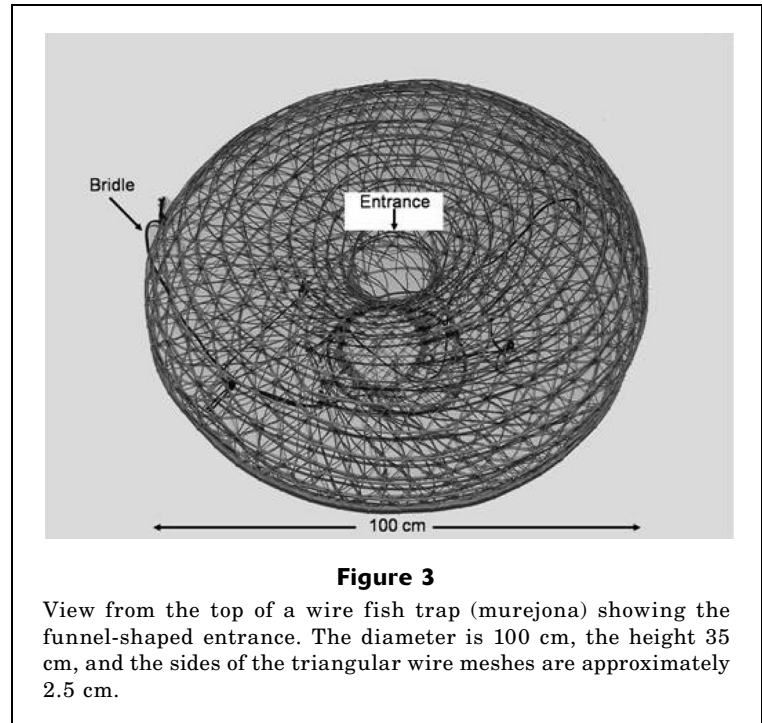 Bridle
Entrance
100 cm
Figure 3
View from the top of a wire fish trap (murejona) showing the
funnel-shaped entrance. The diameter is 100 cm, the height 35
cm, and the sides of the triangular wire meshes are approximately
2.5 cm.